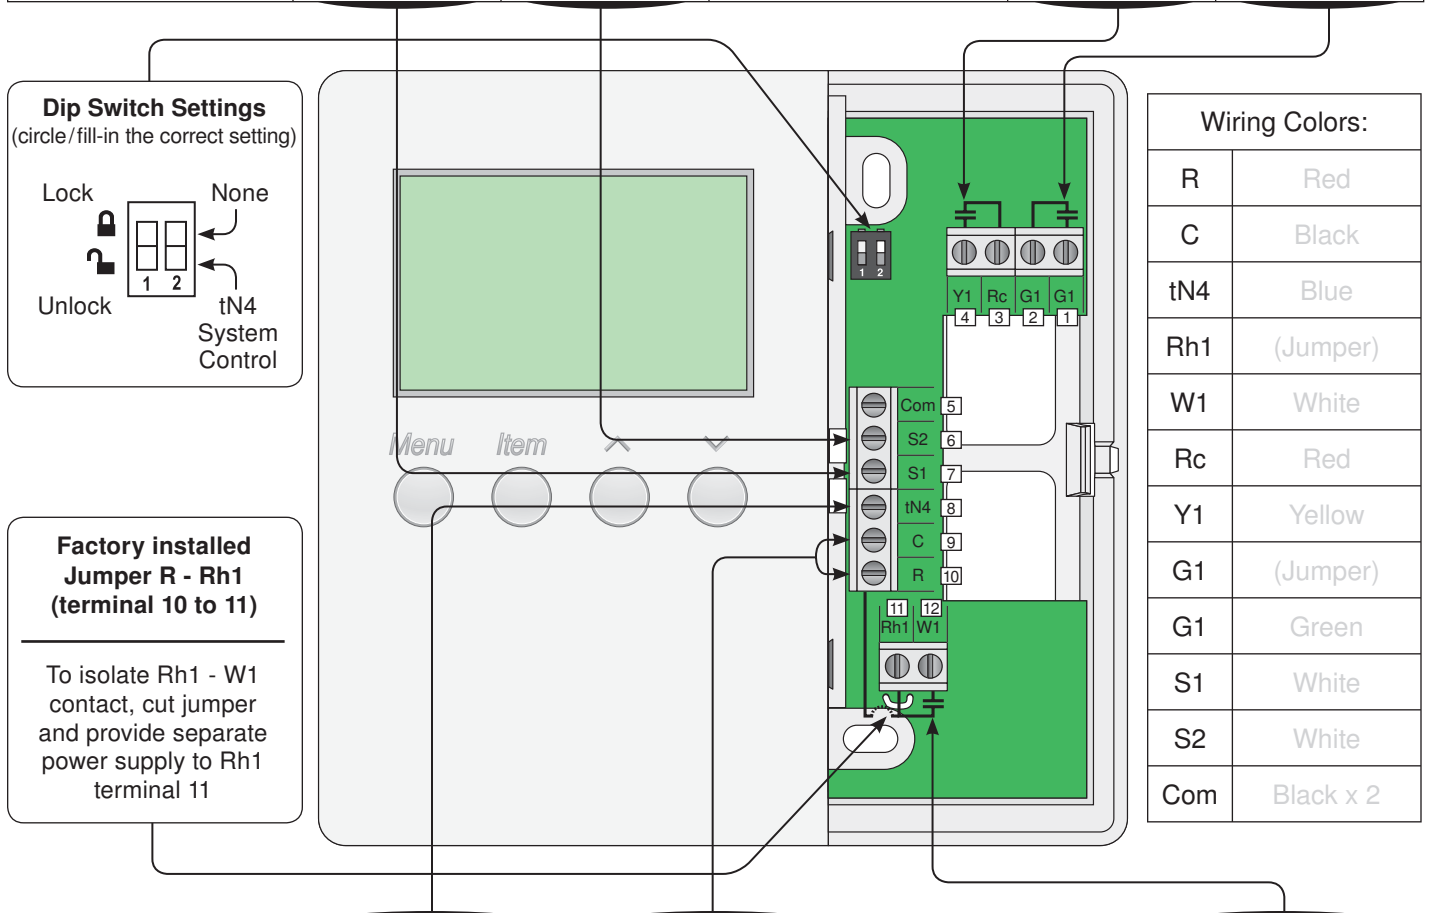 Dip Switch Settings
(circle/fill-in the correct setting)
Lock
None
1 2
Unlock
tN4
System
Control
Factory installed
Jumper R - Rh1
(terminal 10 to 11)
To isolate Rh1 - W1
contact, cut jumper
and provide separate
power supply to Rh1
terminal 11
Menu Item
1 2
Y1 Rc G1 G1
4 3 2 1
Com 5
S2 6
S1 7
tN4 8
C 9
R 10
11 12
Rh1 W1
Wiring Colors:
R Red
C Black
tN4 Blue
Rh1 (Jumper)
W1 White
Rc Red
Y1 Yellow
G1 (Jumper)
G1 Green
S1 White
S2 White
Com Black x 2